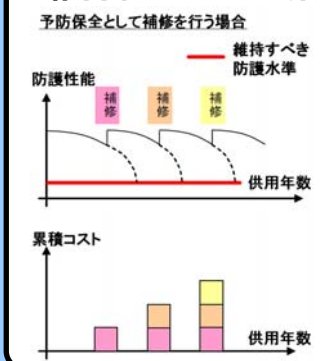 予防保全として補修を行う場合
維持すべき
防護水準
防護性能
補修
補修
補修
供用年数
累積コスト
供用年数